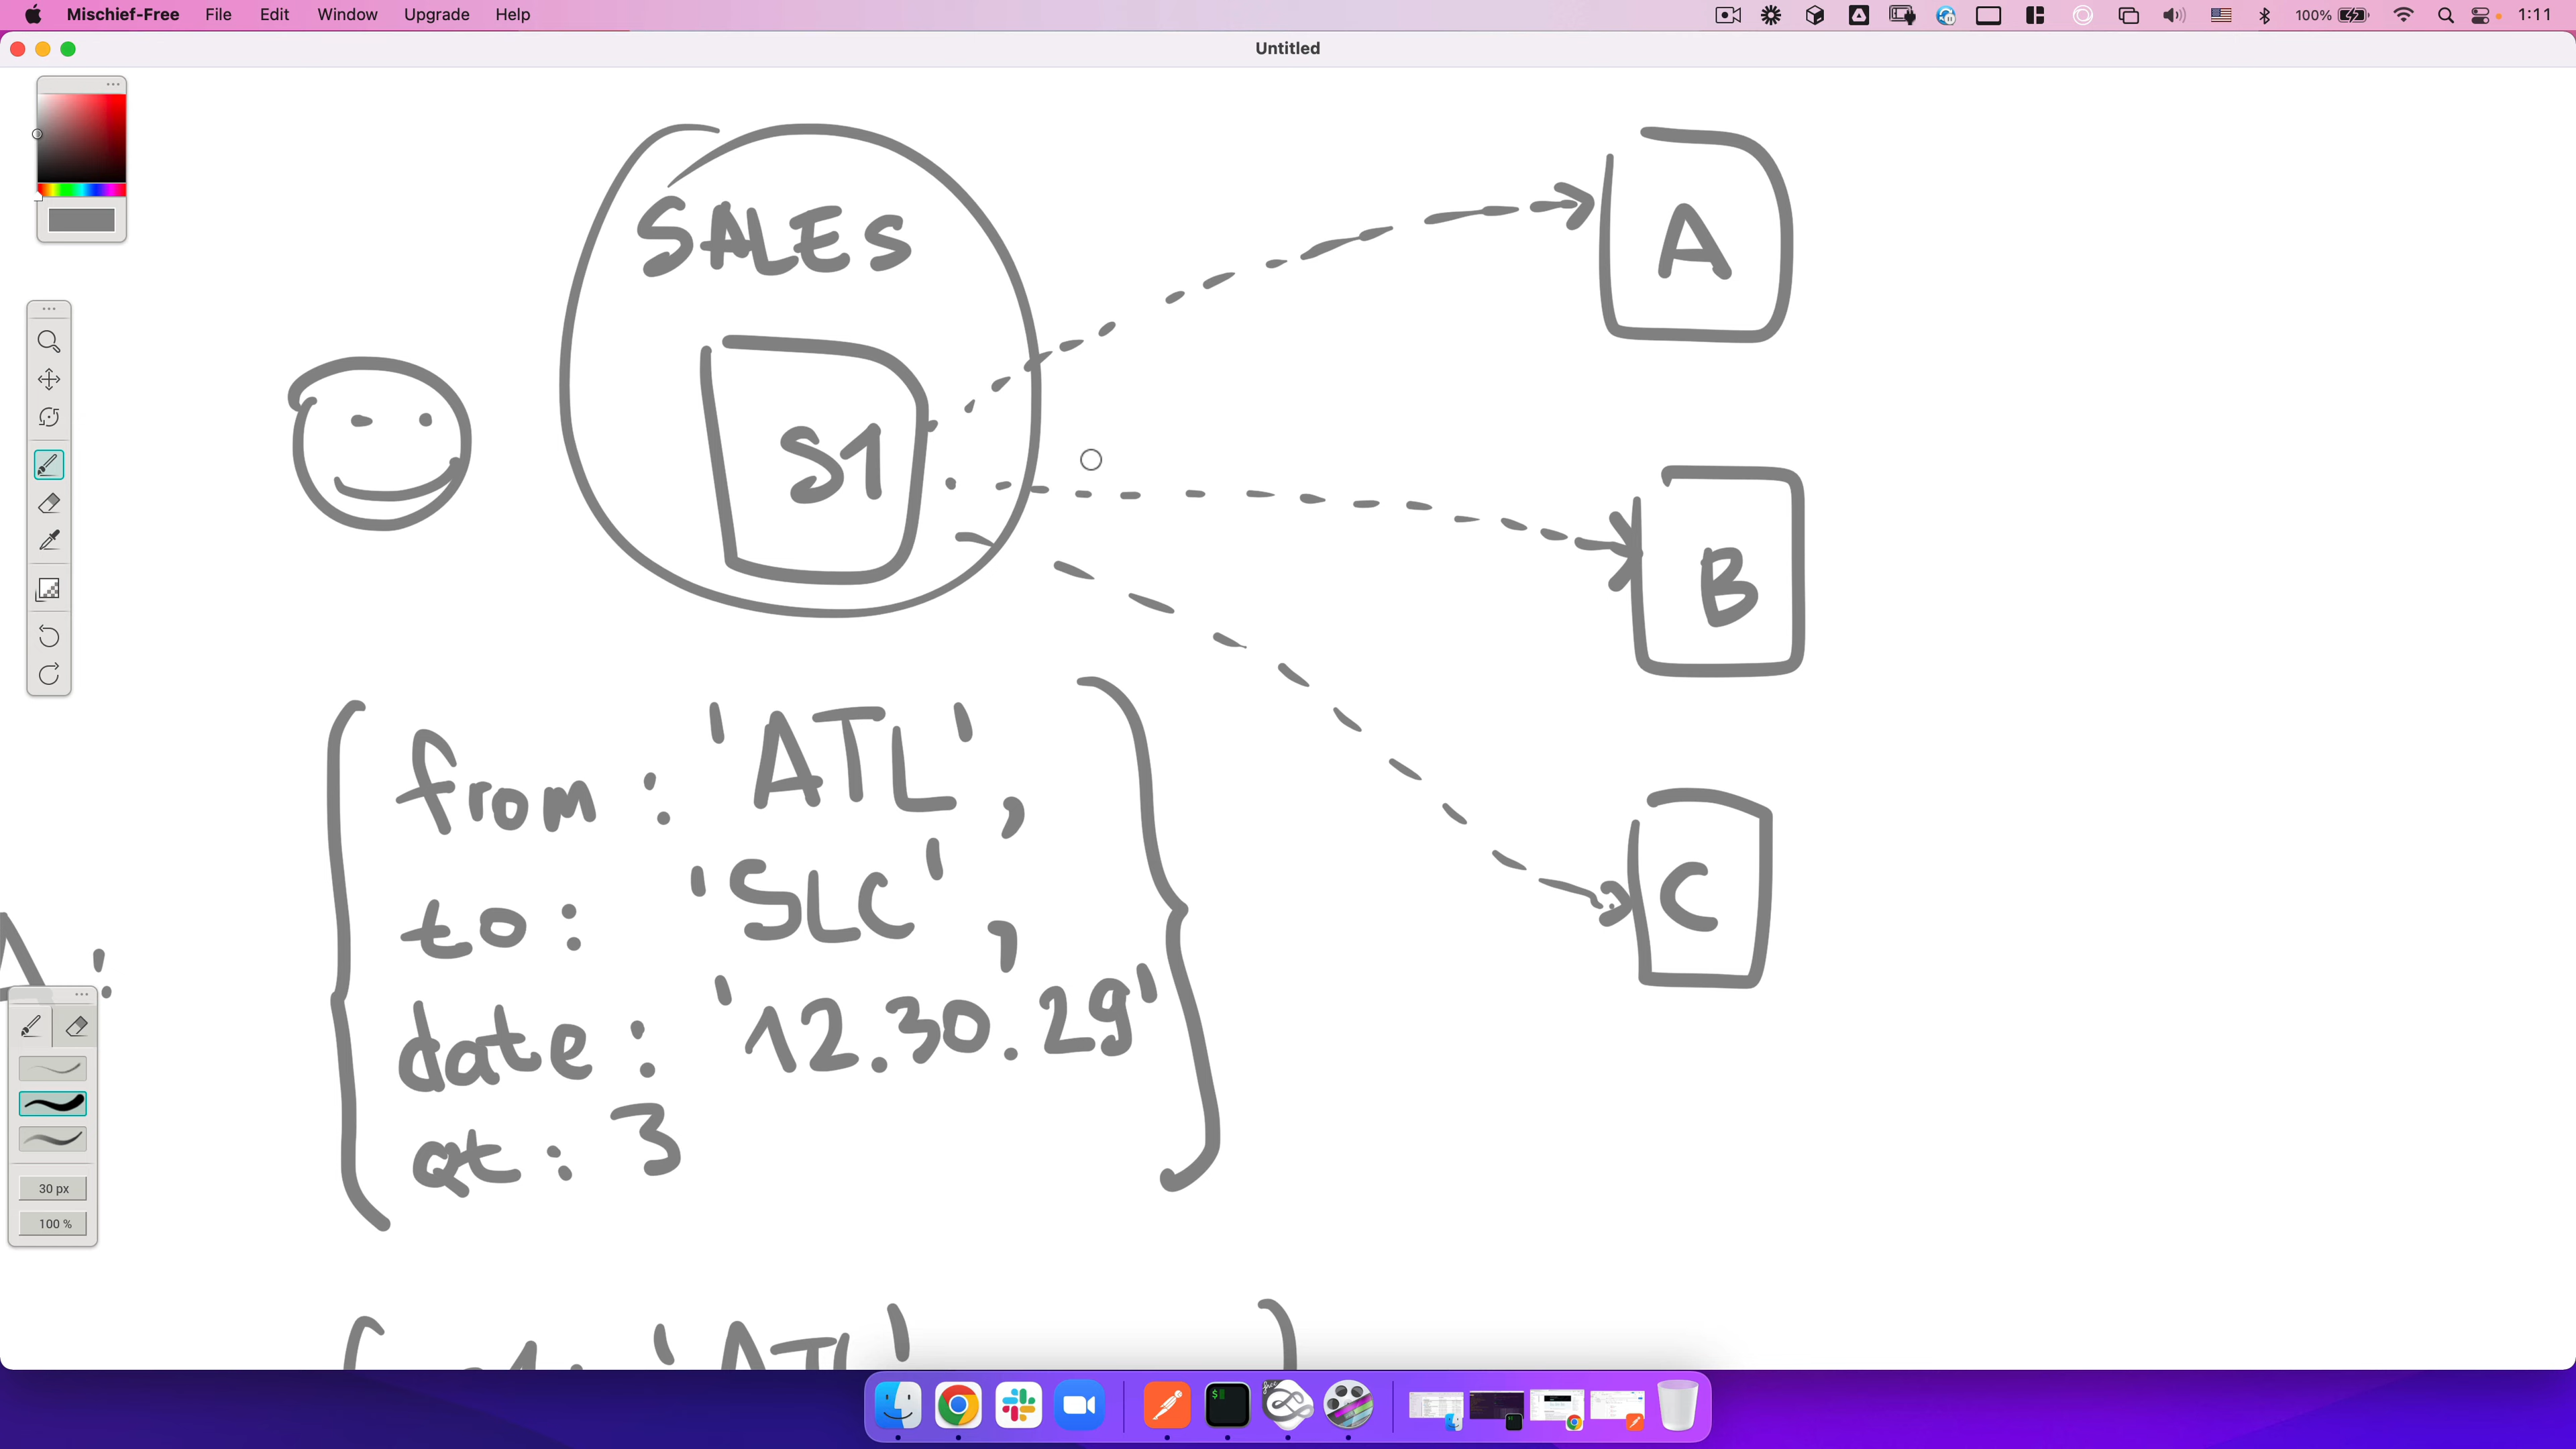 Mischief-Free File Edit Window Upgrade Help 100% 1:11
Untitled
SALES
S1
A
B
C
from : 'ATL',
to : 'SLC',
date : '12.30.29'
qt : 3
30 px
100 %
'ATL'